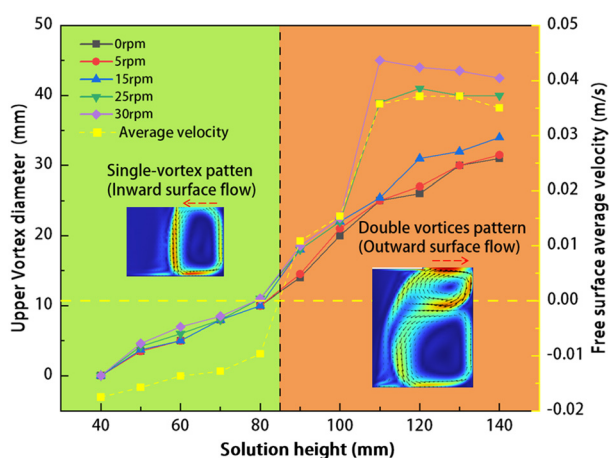 50
40
30
20
10
0
Upper Vortex diameter (mm)
0rpm
5rpm
15rpm
25rpm
30rpm
Average velocity
Single-vortex patten
(Inward surface flow)
Double vortices pattern
(Outward surface flow)
0.05
0.04
0.03
0.02
0.01
0.00
-0.01
-0.02
Free surface average velocity (m/s)
40 60 80 100 120 140
Solution height (mm)